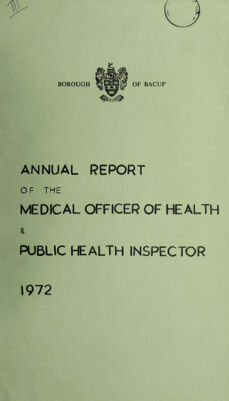 BOROUGH OF BACUP
ANNUAL REPORT
OF THE
MEDICAL OFFICER OF HEALTH
&
PUBLIC HEALTH INSPECTOR
1972